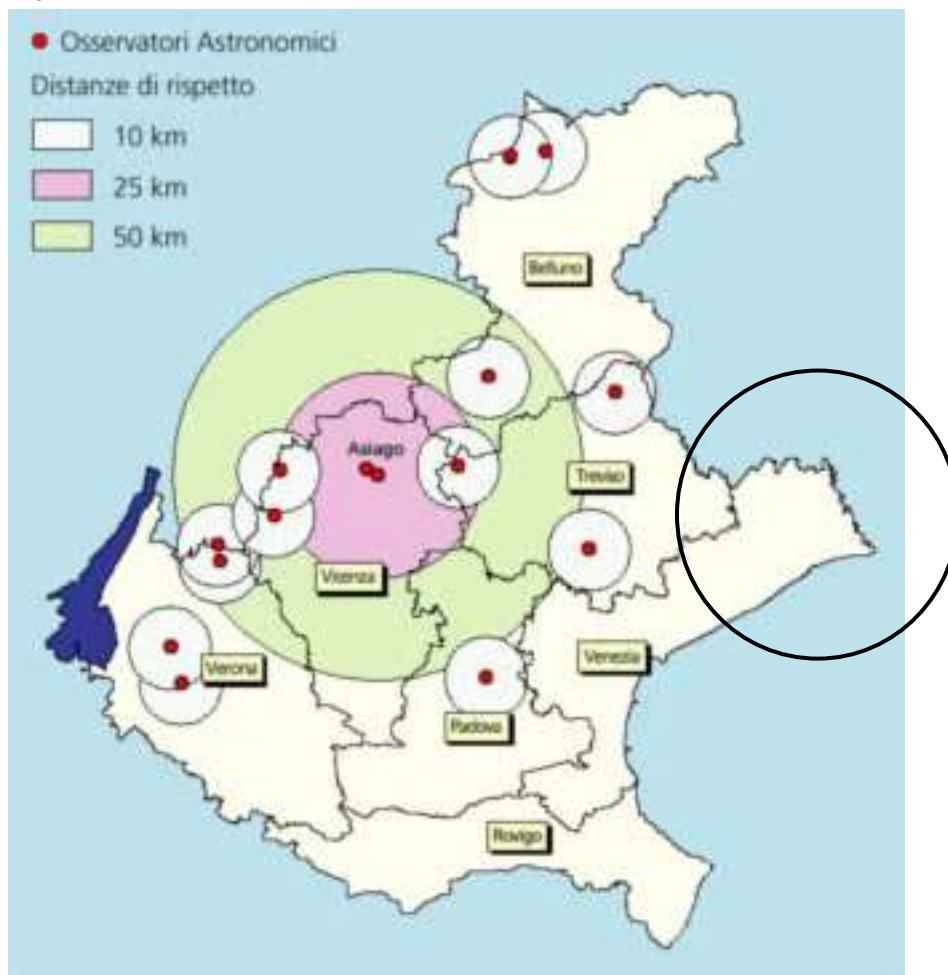 Osservatori Astronomici
Distanze di rispetto
10 km
25 km
50 km
Belluno
Asiago
Treviso
Vicenza
Venezia
Verona
Padova
Rovigo